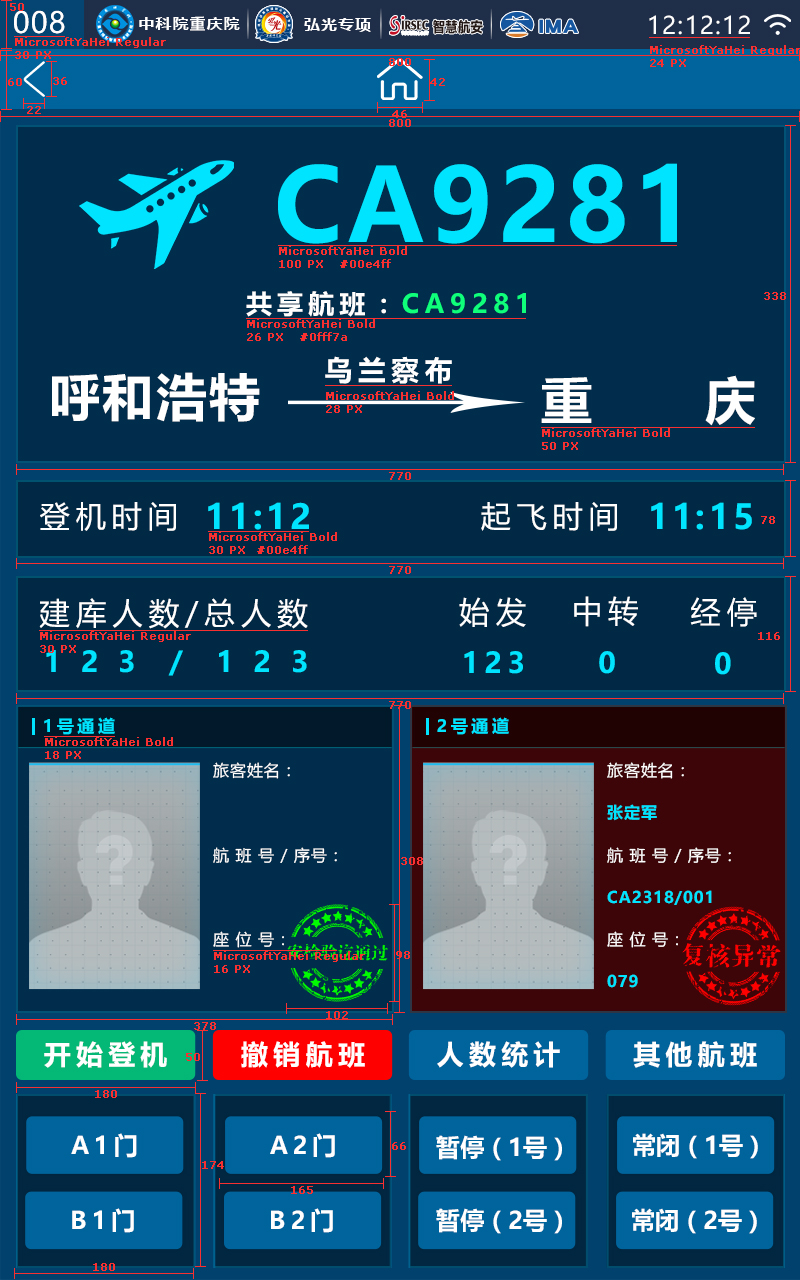 50
008
中科院重庆院
弘光专项
SiRSEC 智慧航安
IMA
12:12:12
MicrosoftYaHei Regular
30 PX
MicrosoftYaHei Regular
24 PX
800
60
36
42
22
46
800
CA9281
MicrosoftYaHei Bold
100 PX #00e4ff
338
共享航班：CA9281
MicrosoftYaHei Bold
26 PX #0fff7a
乌兰察布
呼和浩特
重 庆
MicrosoftYaHei Bold
28 PX
MicrosoftYaHei Bold
50 PX
770
登机时间 11:12
起飞时间 11:15
78
MicrosoftYaHei Bold
30 PX #00e4ff
770
建库人数/总人数
始发 中转 经停
MicrosoftYaHei Regular
30 PX
116
123 / 123
123 0 0
770
1号通道
2号通道
MicrosoftYaHei Bold
18 PX
旅客姓名：
旅客姓名：
张定军
航班号/序号：
航班号/序号：
308
CA2318/001
座位号：
安检验讫通过
座位号：
复核异常
MicrosoftYaHei Regular
16 PX
98
079
102
378
开始登机
50
撤销航班
人数统计
其他航班
180
A1门
A2门
暂停（1号）
常闭（1号）
66
174
165
B1门
B2门
暂停（2号）
常闭（2号）
180